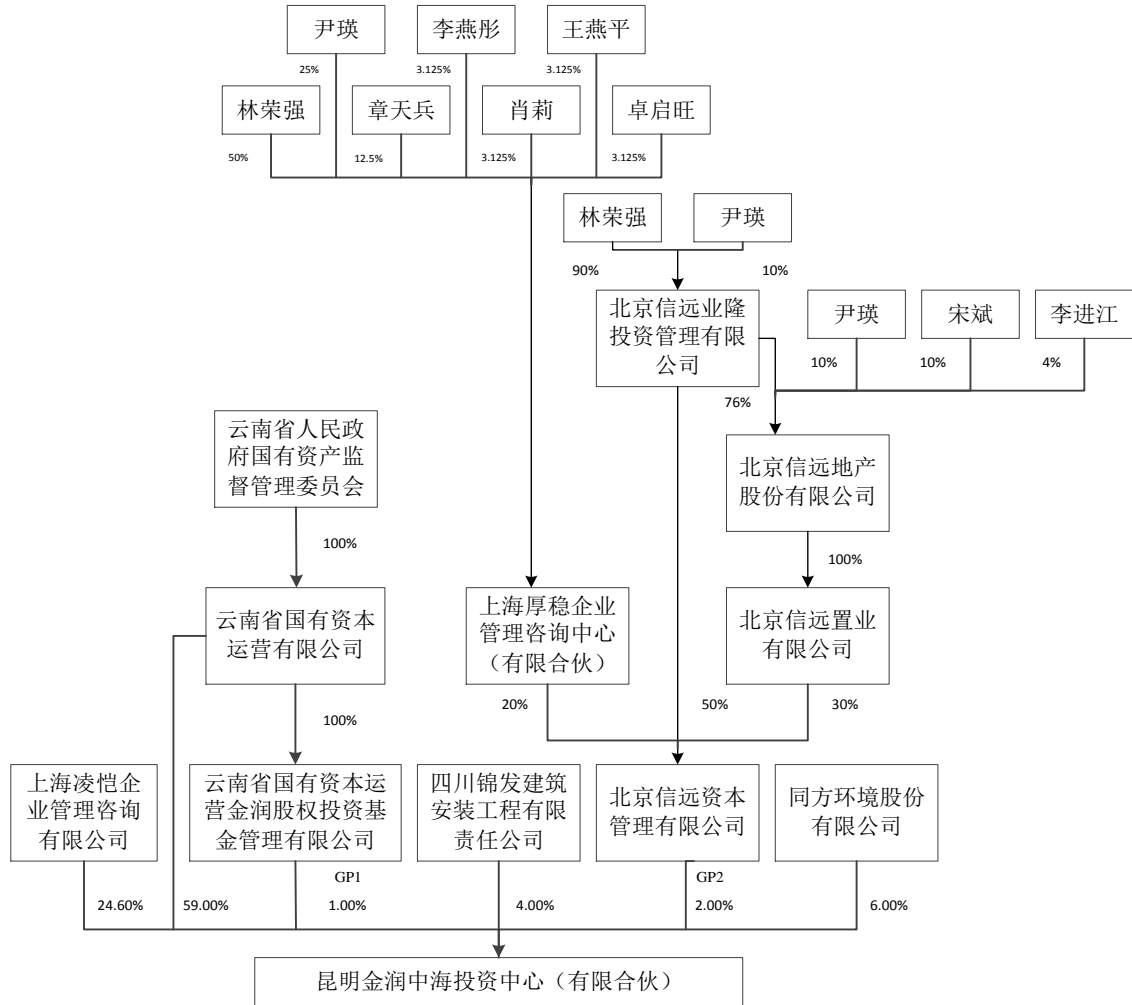 尹瑛
李燕彤
王燕平
25%
3.125%
3.125%
林荣强
章天兵
肖莉
卓启旺
50%
12.5%
3.125%
3.125%
林荣强
尹瑛
90%
10%
北京信远业隆
投资管理有限
公司
尹瑛
宋斌
李进江
10%
10%
4%
76%
云南省人民政
府国有资产监
督管理委员会
北京信远地产
股份有限公司
100%
100%
云南省国有资本
运营有限公司
上海厚稳企业
管理咨询中心
（有限合伙）
北京信远置业
有限公司
20%
50%
30%
100%
上海凌恺企
业管理咨询
有限公司
云南省国有资本运
营金润股权投资基
金管理有限公司
四川锦发建筑
安装工程有限
责任公司
北京信远资本
管理有限公司
同方环境股份
有限公司
GP1
GP2
24.60%
59.00%
1.00%
4.00%
2.00%
6.00%
昆明金润中海投资中心（有限合伙）